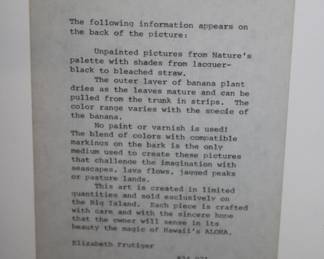 The following information appears on
the back of the picture:
Unpainted pictures from Nature's
palette with shades from lacquer-
black to bleached straw.
The outer layer of banana plant
dries as the leaves mature and can be
pulled from the trunk in strips. The
color range varies with the specie of
the banana.
No paint or varnish is used!
The blend of colors with compatible
markings on the bark is the only
medium used to create these pictures
that challenge the imagination with
seascapes, lava flows, jagged peaks
or pasture lands.
This art is created in limited
quantities and sold exclusively on
the Big Island. Each piece is crafted
with care and with the sincere hope
that the owner will sense in its
beauty the magic of Hawaii's ALOHA.
Elizabeth Frutiger